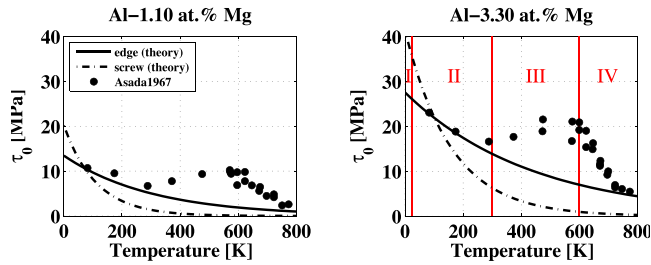 Al−1.10 at.% Mg
40
30
20
10
0
τ0 [MPa]
edge (theory)
screw (theory)
Asada1967
0 200 400 600 800
Temperature [K]
Al−3.30 at.% Mg
40
30
20
10
0
τ0 [MPa]
I II III IV
0 200 400 600 800
Temperature [K]